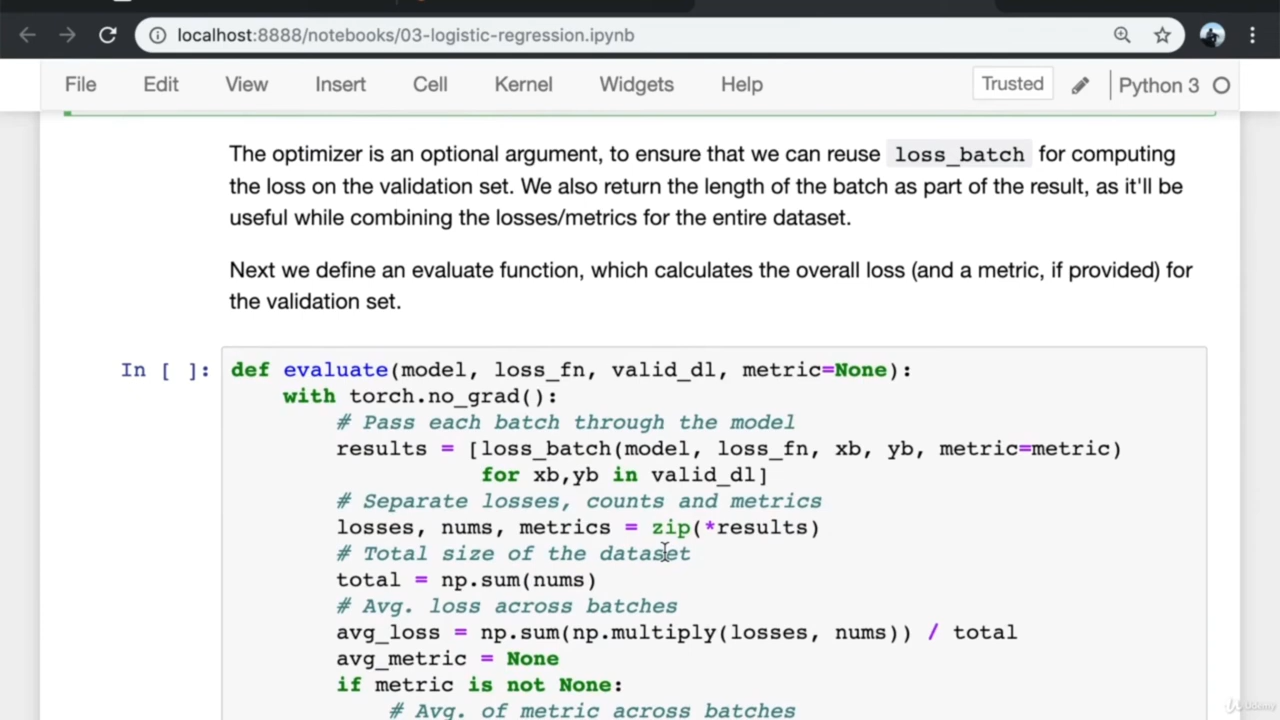 localhost:8888/notebooks/03-logistic-regression.ipynb
File Edit View Insert Cell Kernel Widgets Help Trusted Python 3
The optimizer is an optional argument, to ensure that we can reuse loss_batch for computing
the loss on the validation set. We also return the length of the batch as part of the result, as it'll be
useful while combining the losses/metrics for the entire dataset.
Next we define an evaluate function, which calculates the overall loss (and a metric, if provided) for
the validation set.
In [ ]: def evaluate(model, loss_fn, valid_dl, metric=None):
with torch.no_grad():
# Pass each batch through the model
results = [loss_batch(model, loss_fn, xb, yb, metric=metric)
for xb,yb in valid_dl]
# Separate losses, counts and metrics
losses, nums, metrics = zip(*results)
# Total size of the dataset
total = np.sum(nums)
# Avg. loss across batches
avg_loss = np.sum(np.multiply(losses, nums)) / total
avg_metric = None
if metric is not None:
# Avg. of metric across batches
Udemy